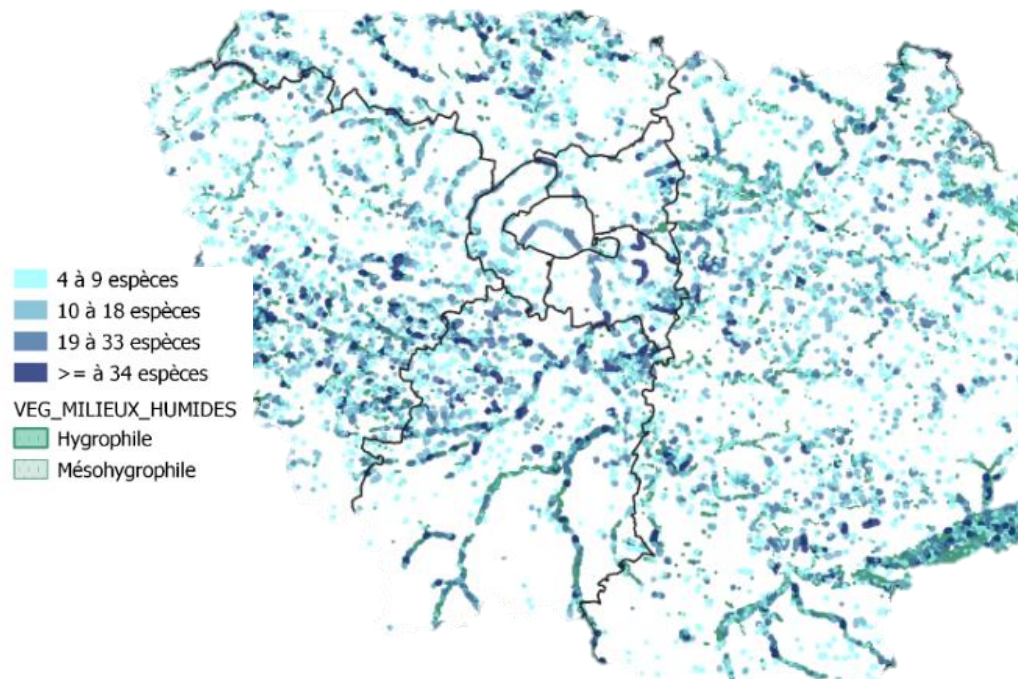 4 à 9 espèces
10 à 18 espèces
19 à 33 espèces
>= à 34 espèces
VEG_MILIEUX_HUMIDES
Hygrophile
Mésohygrophile